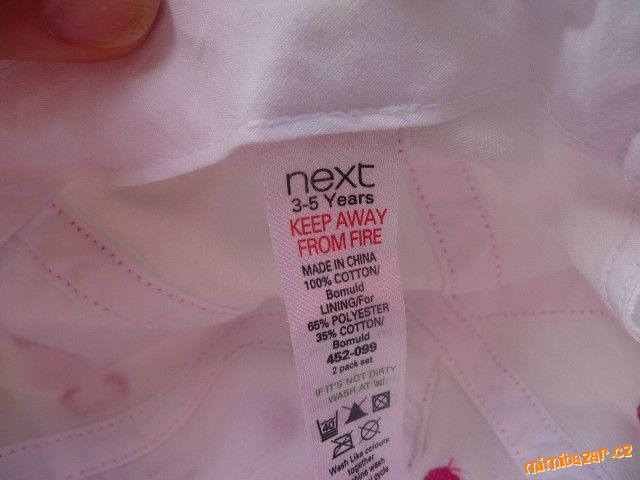 next
3-5 Years
KEEP AWAY
FROM FIRE
MADE IN CHINA
100% COTTON/
Bomuld
LINING/For
65% POLYESTER
35% COTTON/
Bomuld
452-099
2 pack set
IF IT'S NOT DIRTY
WASH AT
40
Wash Like colours
together
wash
mimibazar.cz